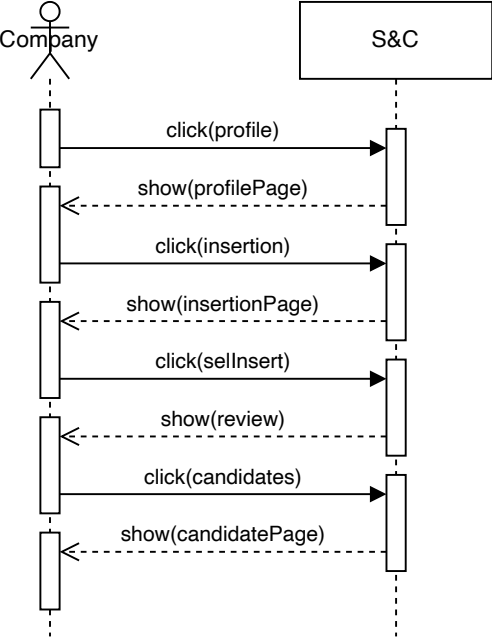 Company
S&C
click(profile)
show(profilePage)
click(insertion)
show(insertionPage)
click(selInsert)
show(review)
click(candidates)
show(candidatePage)